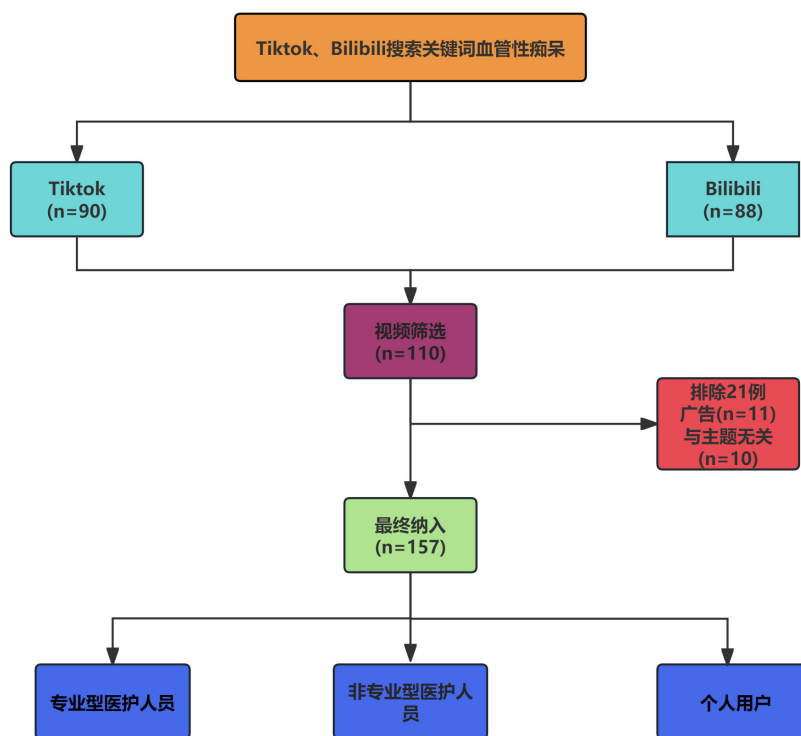 Tiktok、Bilibili搜索关键词血管性痴呆
Tiktok
(n=90)
Bilibili
(n=88)
视频筛选
(n=110)
排除21例
广告(n=11)
与主题无关
(n=10)
最终纳入
(n=157)
专业型医护人员
非专业型医护人
员
个人用户